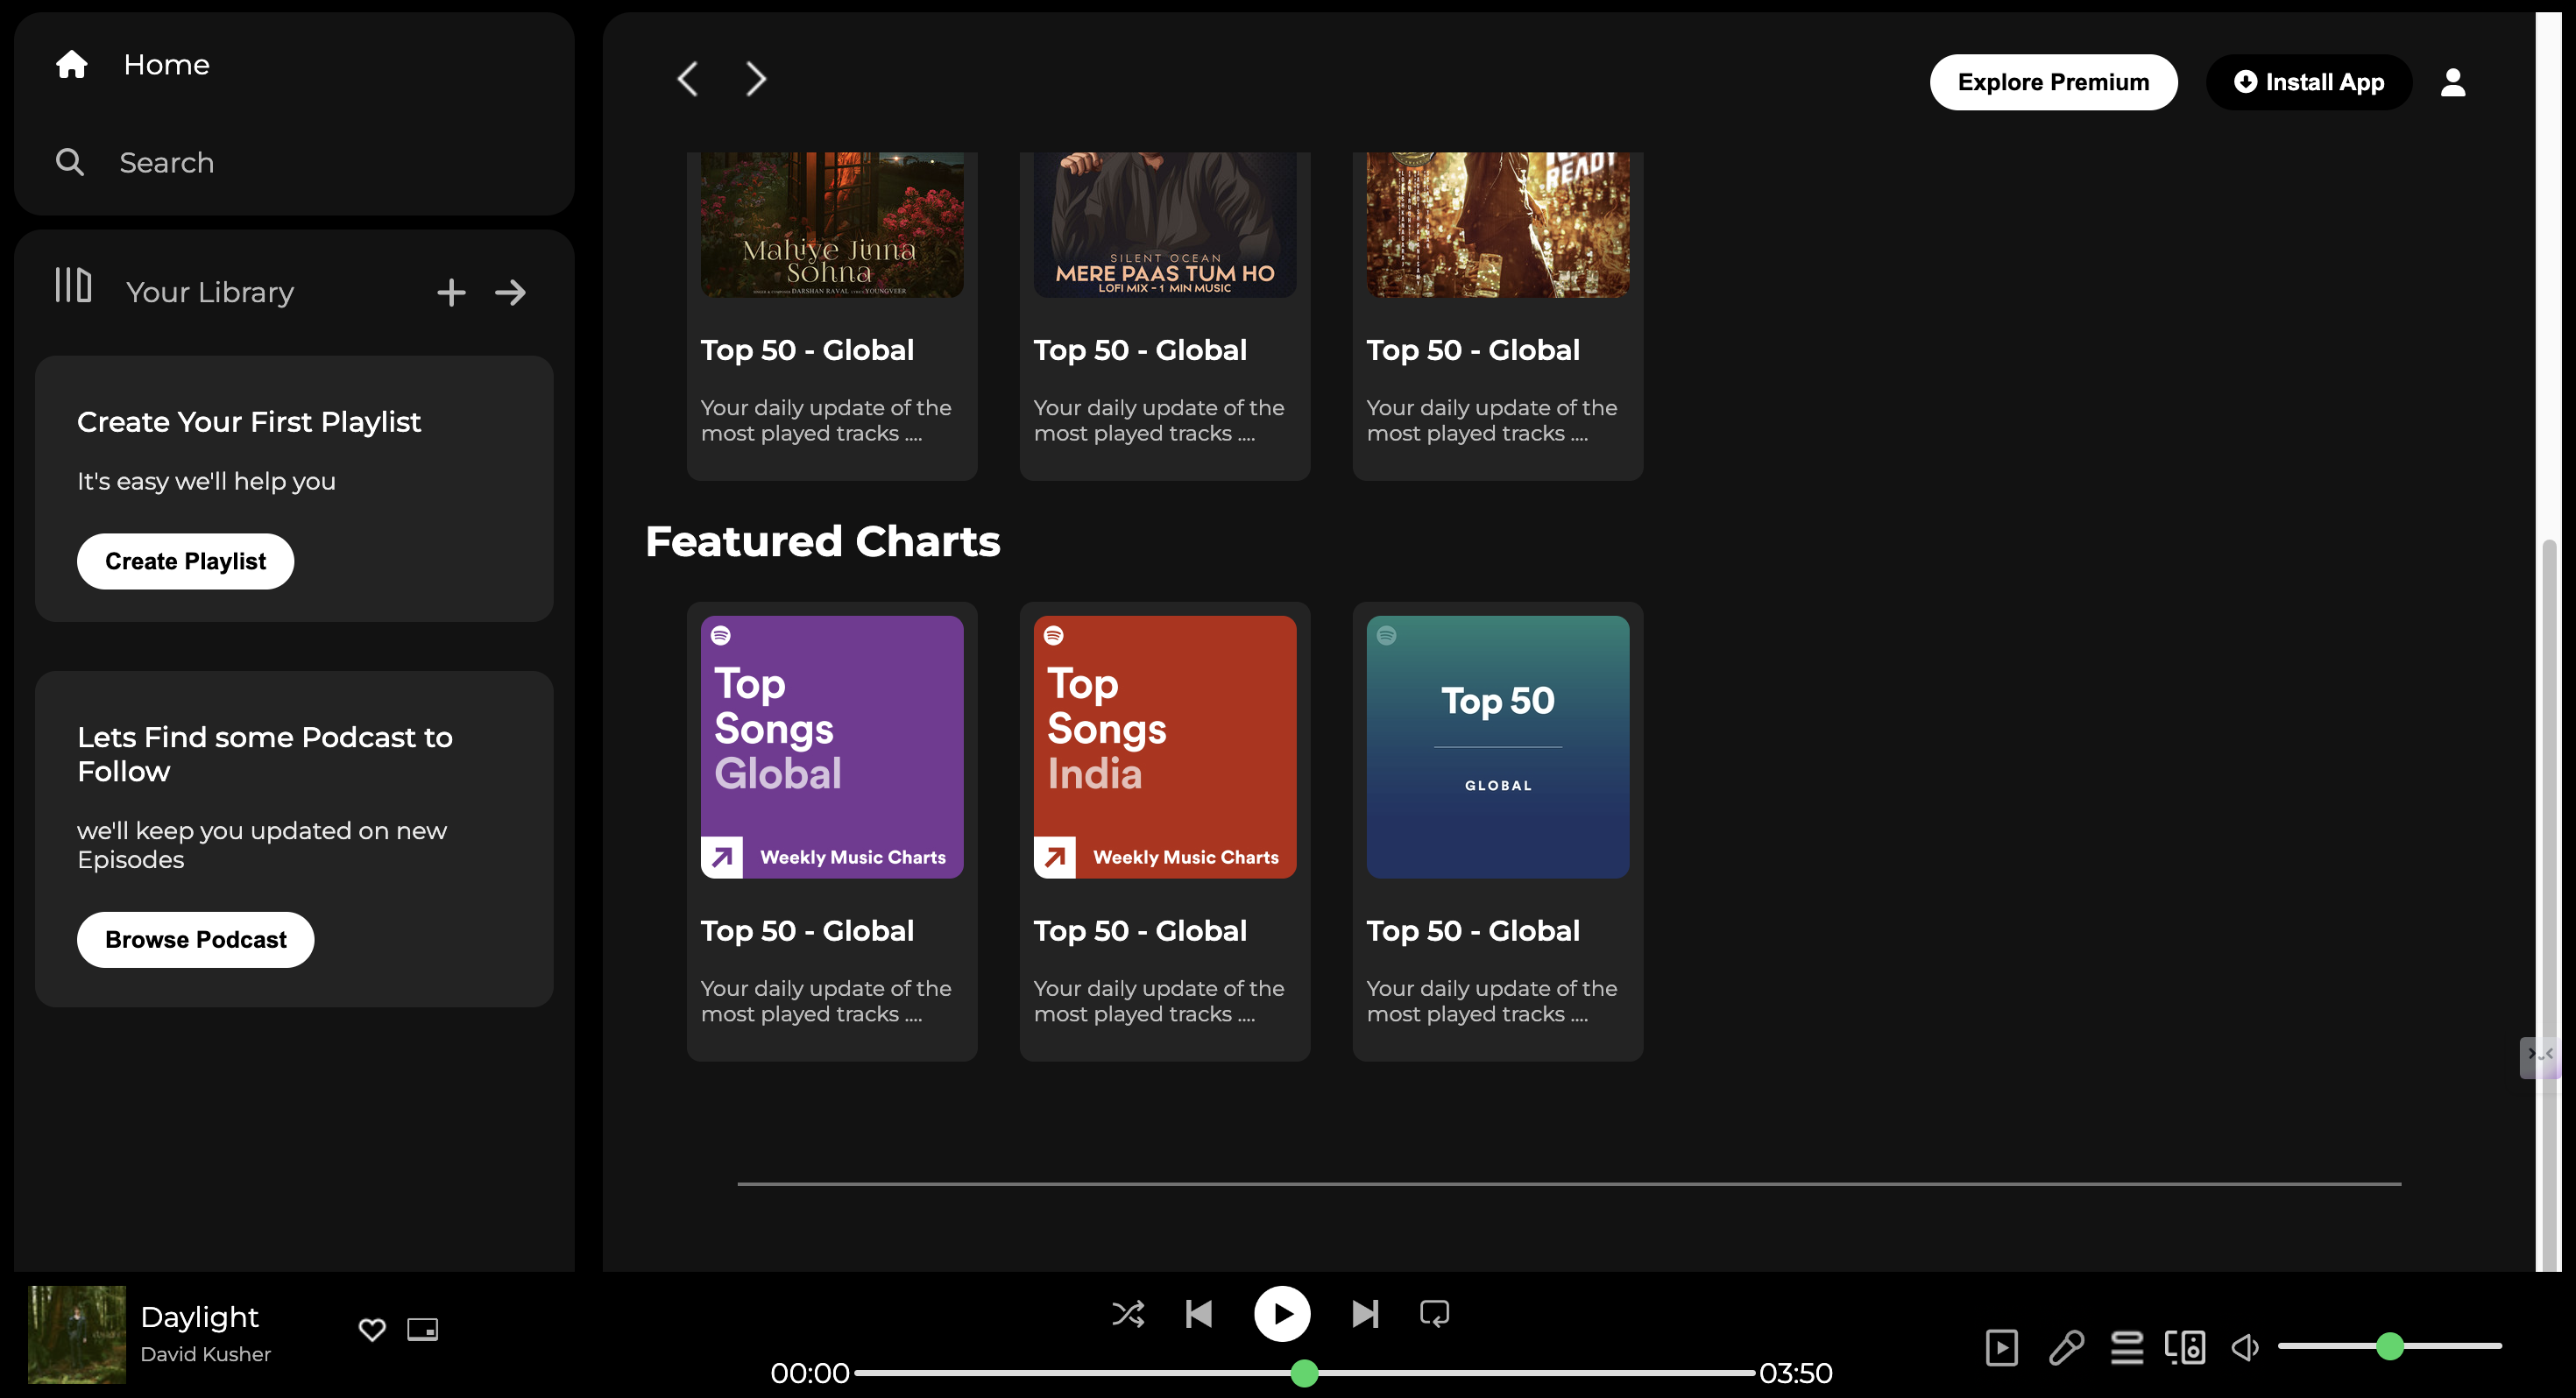 Home
Search
Your Library
Create Your First Playlist
It's easy we'll help you
Create Playlist
Lets Find some Podcast to
Follow
we'll keep you updated on new
Episodes
Browse Podcast
Explore Premium
Install App
Mahiye Jinna
Sohna
DARSHAN RAVAL
YOUNGVEER
SILENT OCEAN
MERE PAAS TUM HO
LOFI MIX - 1 MIN MUSIC
READY
Top 50 - Global
Your daily update of the
most played tracks ....
Top 50 - Global
Your daily update of the
most played tracks ....
Top 50 - Global
Your daily update of the
most played tracks ....
Featured Charts
Top
Songs
Global
Weekly Music Charts
Top
Songs
India
Weekly Music Charts
Top 50
GLOBAL
Top 50 - Global
Your daily update of the
most played tracks ....
Top 50 - Global
Your daily update of the
most played tracks ....
Top 50 - Global
Your daily update of the
most played tracks ....
Daylight
David Kusher
00:00
03:50